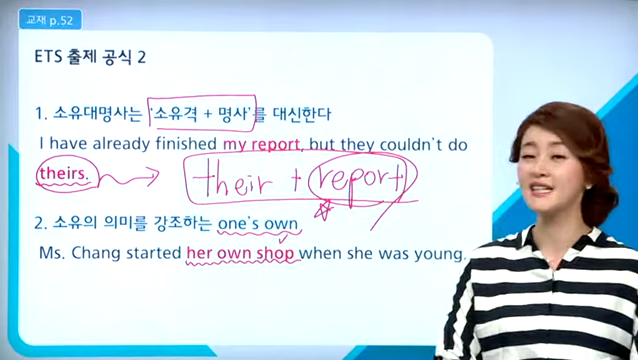 교재 p.52
ETS 출제 공식 2
1. 소유대명사는 '소유격 + 명사'를 대신한다
I have already finished my report, but they couldn't do
theirs.
their + report
2. 소유의 의미를 강조하는 one's own
Ms. Chang started her own shop when she was young.